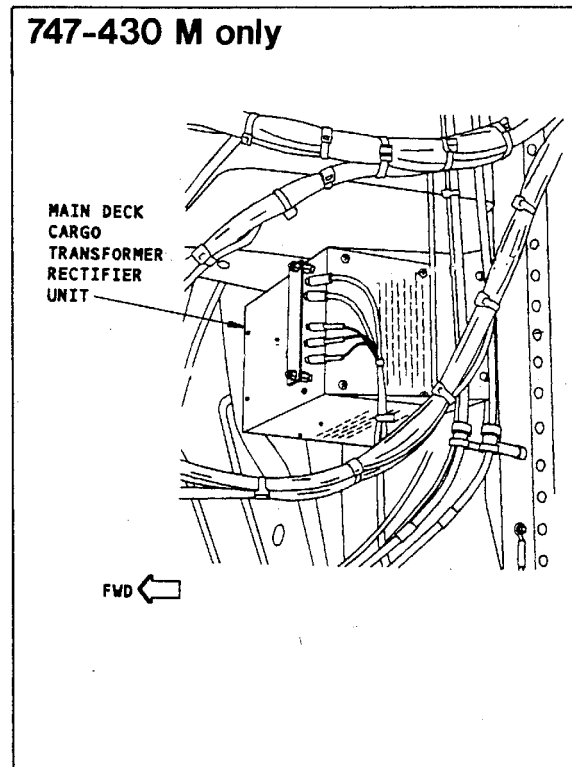 747-430 M only
MAIN DECK
CARGO
TRANSFORMER
RECTIFIER
UNIT
FWD